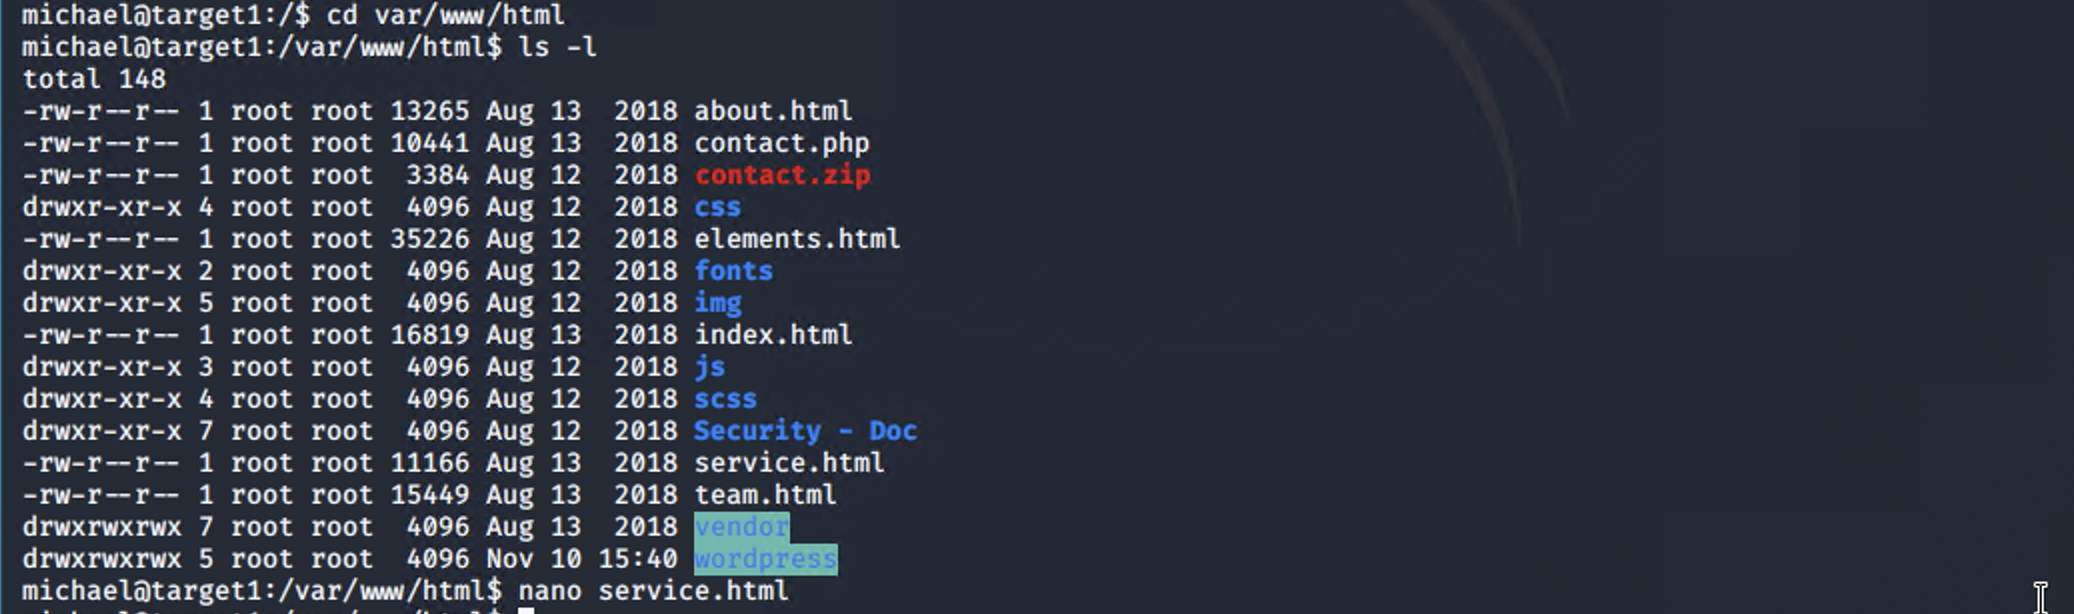 michael@target1:/$ cd var/www/html
michael@target1:/var/www/html$ ls -l
total 148
-rw-r--r-- 1 root root 13265 Aug 13  2018 about.html
-rw-r--r-- 1 root root 10441 Aug 13  2018 contact.php
-rw-r--r-- 1 root root  3384 Aug 12  2018 contact.zip
drwxr-xr-x 4 root root  4096 Aug 12  2018 css
-rw-r--r-- 1 root root 35226 Aug 12  2018 elements.html
drwxr-xr-x 2 root root  4096 Aug 12  2018 fonts
drwxr-xr-x 5 root root  4096 Aug 12  2018 img
-rw-r--r-- 1 root root 16819 Aug 13  2018 index.html
drwxr-xr-x 3 root root  4096 Aug 12  2018 js
drwxr-xr-x 4 root root  4096 Aug 12  2018 scss
drwxr-xr-x 7 root root  4096 Aug 12  2018 Security - Doc
-rw-r--r-- 1 root root 11166 Aug 13  2018 service.html
-rw-r--r-- 1 root root 15449 Aug 13  2018 team.html
drwxrwxrwx 7 root root  4096 Aug 13  2018 vendor
drwxrwxrwx 5 root root  4096 Nov 10 15:40 wordpress
michael@target1:/var/www/html$ nano service.html